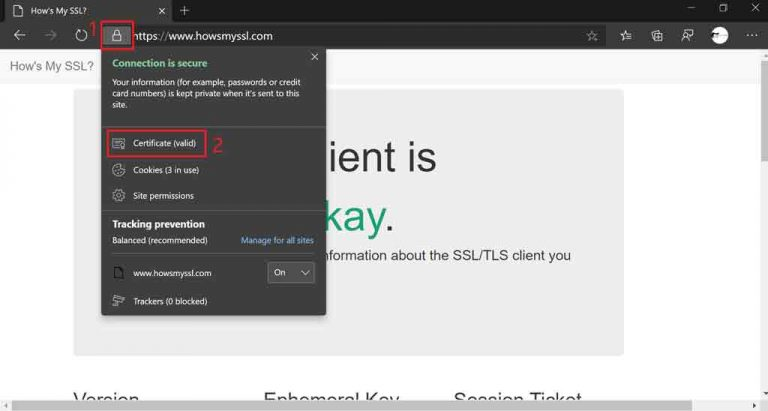 How's My SSL?
1
https://www.howsmyssl.com
How's My SSL?
Connection is secure
Your information (for example, passwords or credit
card numbers) is kept private when it's sent to this
site.
Certificate (valid)
2
Cookies (3 in use)
Site permissions
Tracking prevention
Balanced (recommended)
Manage for all sites
www.howsmyssl.com
On
Trackers (0 blocked)
ient is
kay.
formation about the SSL/TLS client you
Version
Ephemeral Key
Session Ticket